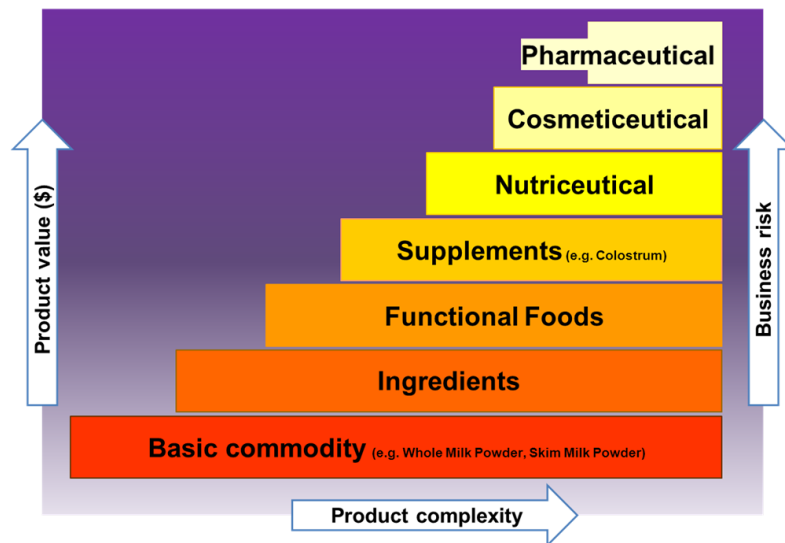 Pharmaceutical
Cosmeticeutical
Nutriceutical
Supplements (e.g. Colostrum)
Functional Foods
Ingredients
Basic commodity (e.g. Whole Milk Powder, Skim Milk Powder)
Product value ($)
Business risk
Product complexity